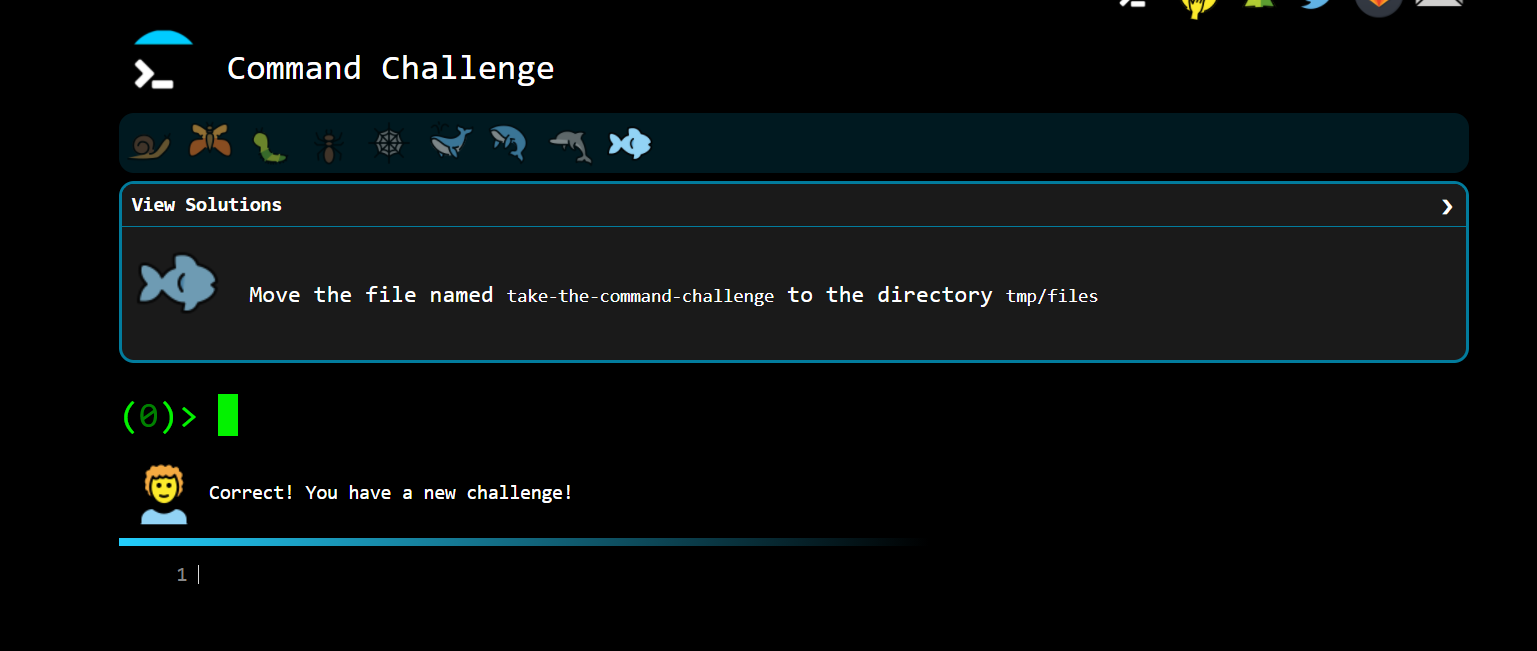 Command Challenge
View Solutions ❯
Move the file named take-the-command-challenge to the directory tmp/files
(0)>
Correct! You have a new challenge!
1